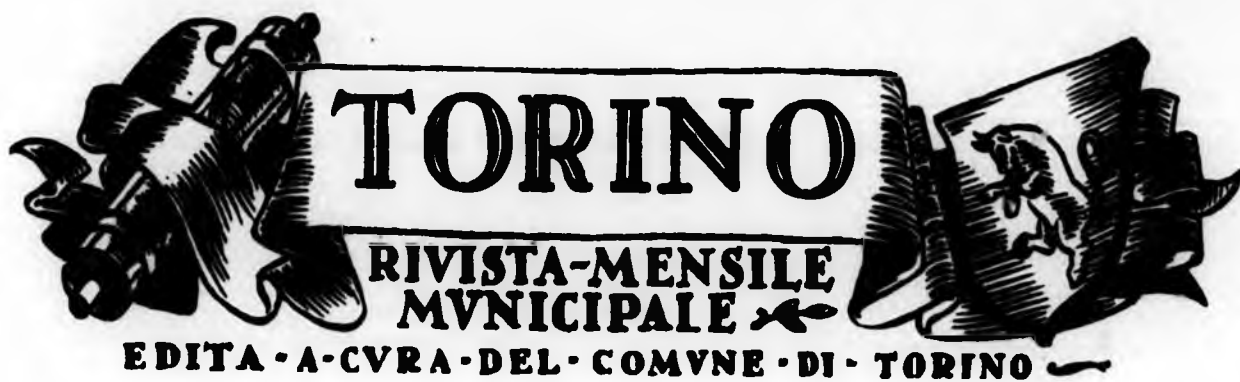 TORINO
RIVISTA-MENSILE
MVNICIPALE
EDITA-A-CVRA-DEL-COMVNE-DI-TORINO